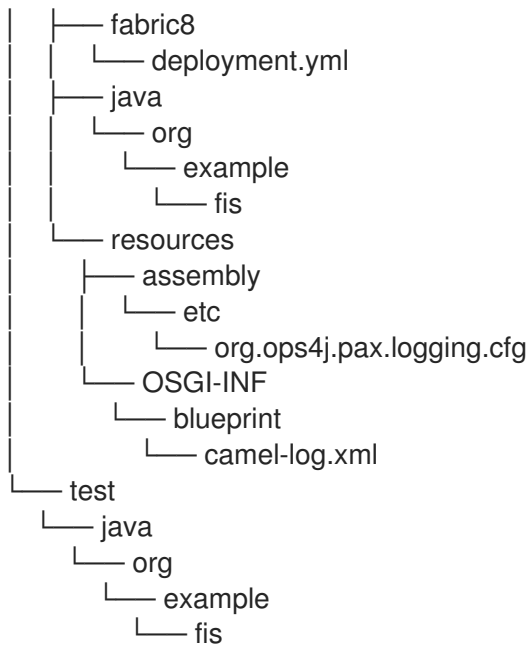 │ ├── fabric8
│ │ └── deployment.yml
│ ├── java
│ │ └── org
│ │ └── example
│ │ └── fis
│ └── resources
│ ├── assembly
│ │ └── etc
│ │ └── org.ops4j.pax.logging.cfg
│ └── OSGI-INF
│ └── blueprint
│ └── camel-log.xml
└── test
└── java
└── org
└── example
└── fis